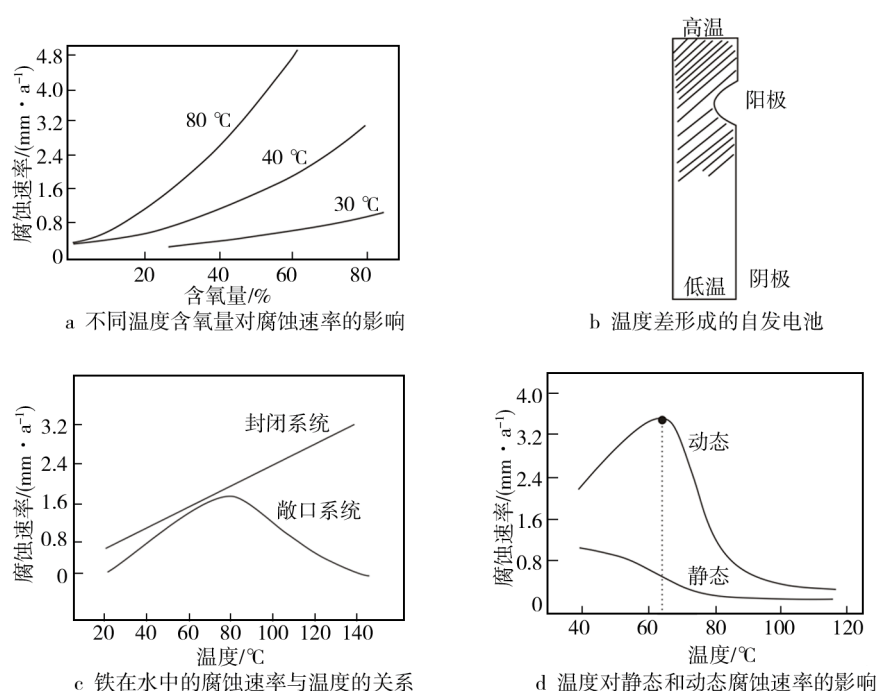 腐蚀速率/(mm·a⁻¹)
4.8
4.0
3.2
2.4
1.6
0.8
0
80 ℃
40 ℃
30 ℃
20 40 60 80
含氧量/%
a 不同温度含氧量对腐蚀速率的影响
高温
阳极
低温
阴极
b 温度差形成的自发电池
腐蚀速率/(mm·a⁻¹)
3.2
2.4
1.6
0.8
0
封闭系统
敞口系统
20 40 60 80 100 120 140
温度/℃
c 铁在水中的腐蚀速率与温度的关系
腐蚀速率/(mm·a⁻¹)
4.0
3.2
2.4
1.6
0.8
0
动态
静态
40 60 80 100 120
温度/℃
d 温度对静态和动态腐蚀速率的影响